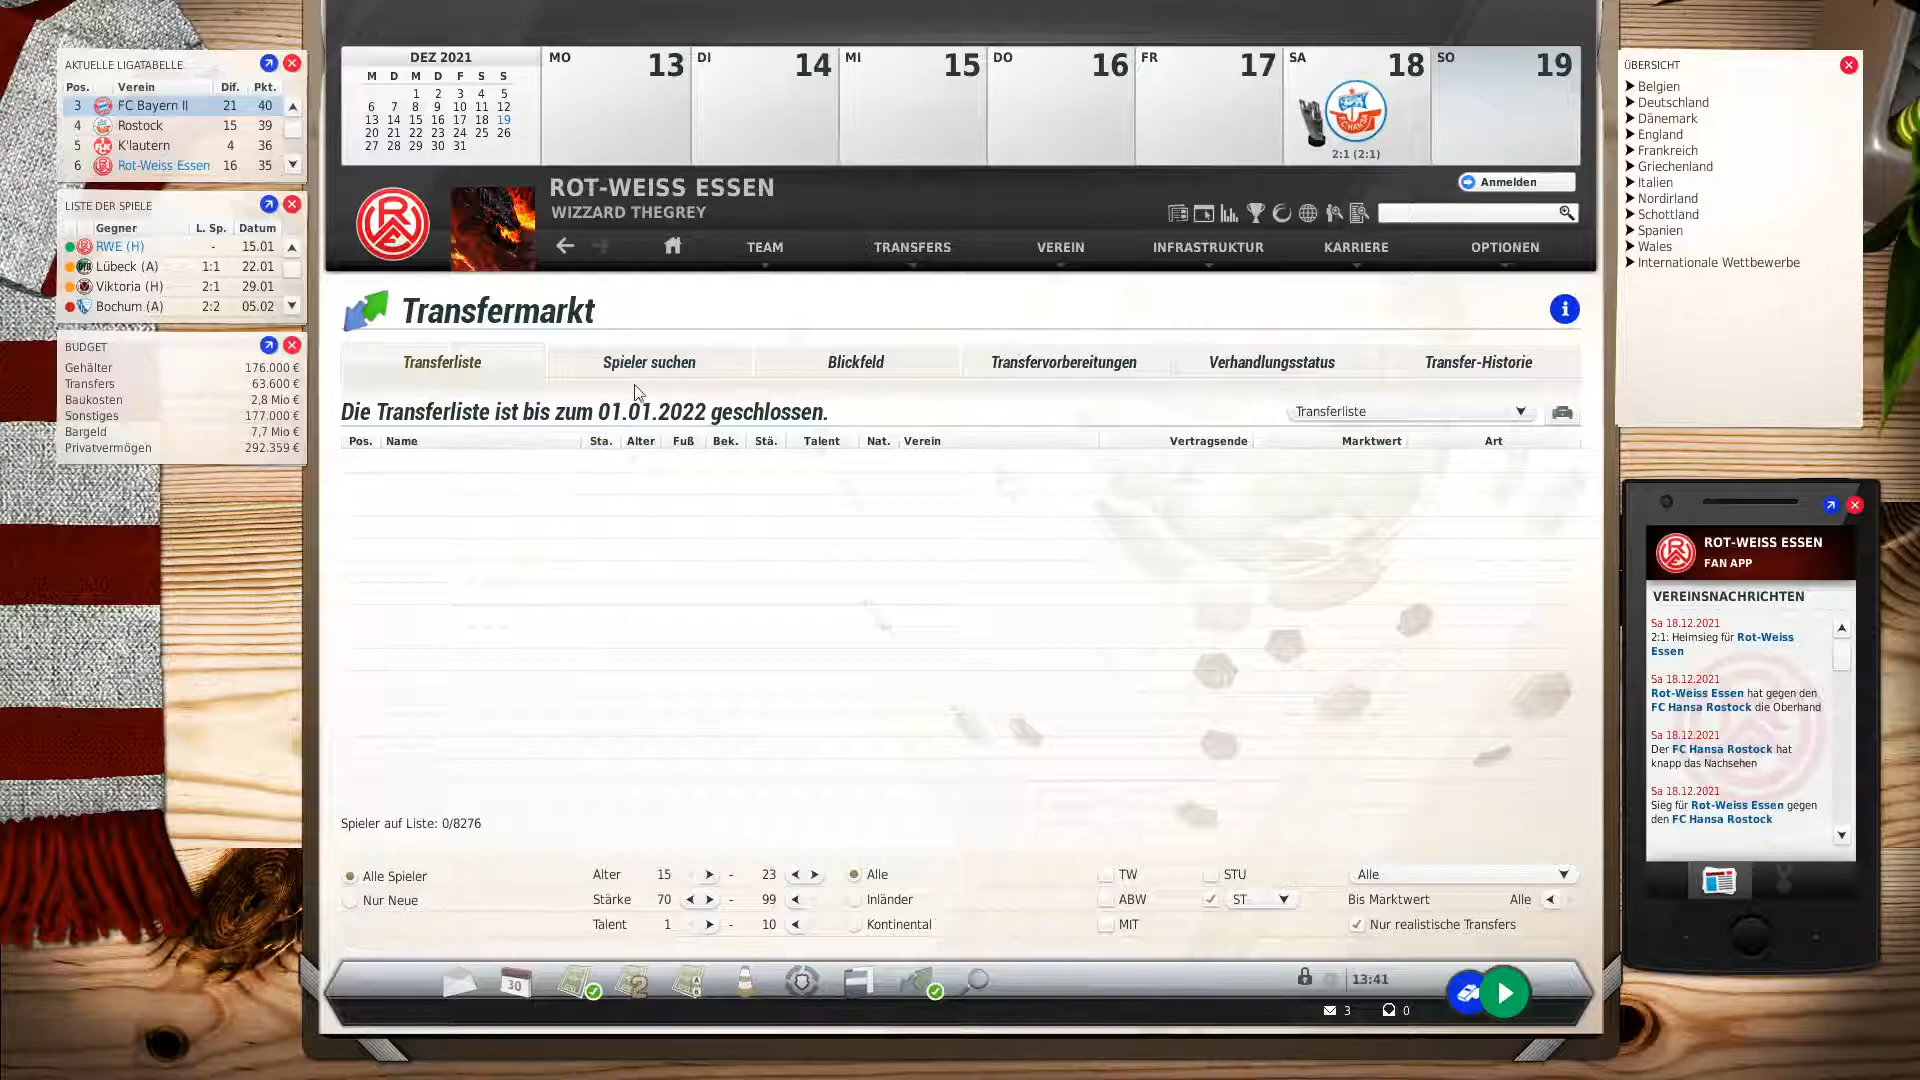 AKTUELLE LIGATABELLE
Pos. Verein Dif. Pkt.
3 FC Bayern II 21 40
4 Rostock 15 39
5 K'lautern 4 36
6 Rot-Weiss Essen 16 35
LISTE DER SPIELE
Gegner L. Sp. Datum
RWE (H) - 15.01
Lübeck (A) 1:1 22.01
Viktoria (H) 2:1 29.01
Bochum (A) 2:2 05.02
BUDGET
Gehälter 176.000 €
Transfers 63.600 €
Baukosten 2,8 Mio €
Sonstiges 177.000 €
Bargeld 7,7 Mio €
Privatvermögen 292.359 €
DEZ 2021
M D M D F S S
1 2 3 4 5
6 7 8 9 10 11 12
13 14 15 16 17 18 19
20 21 22 23 24 25 26
27 28 29 30 31
MO 13 DI 14 MI 15 DO 16 FR 17 SA 18 SO 19
2:1 (2:1)
ROT-WEISS ESSEN
WIZZARD THEGREY
Anmelden
TEAM TRANSFERS VEREIN INFRASTRUKTUR KARRIERE OPTIONEN
Transfermarkt
Transferliste Spieler suchen Blickfeld Transfervorbereitungen Verhandlungsstatus Transfer-Historie
Die Transferliste ist bis zum 01.01.2022 geschlossen.
Transferliste
Pos. Name Sta. Alter Fuß Bek. Stä. Talent Nat. Verein Vertragsende Marktwert Art
Spieler auf Liste: 0/8276
Alle Spieler
Nur Neue
Alter 15 - 23
Stärke 70 - 99
Talent 1 - 10
Alle
Inländer
Kontinental
TW
ABW
MIT
STU
ST
Alle
Bis Marktwert Alle
Nur realistische Transfers
30
13:41
3 0
ÜBERSICHT
Belgien
Deutschland
Dänemark
England
Frankreich
Griechenland
Italien
Nordirland
Schottland
Spanien
Wales
Internationale Wettbewerbe
ROT-WEISS ESSEN
FAN APP
VEREINSNACHRICHTEN
Sa 18.12.2021
2:1: Heimsieg für Rot-Weiss
Essen
Sa 18.12.2021
Rot-Weiss Essen hat gegen den
FC Hansa Rostock die Oberhand
Sa 18.12.2021
Der FC Hansa Rostock hat
knapp das Nachsehen
Sa 18.12.2021
Sieg für Rot-Weiss Essen gegen
den FC Hansa Rostock